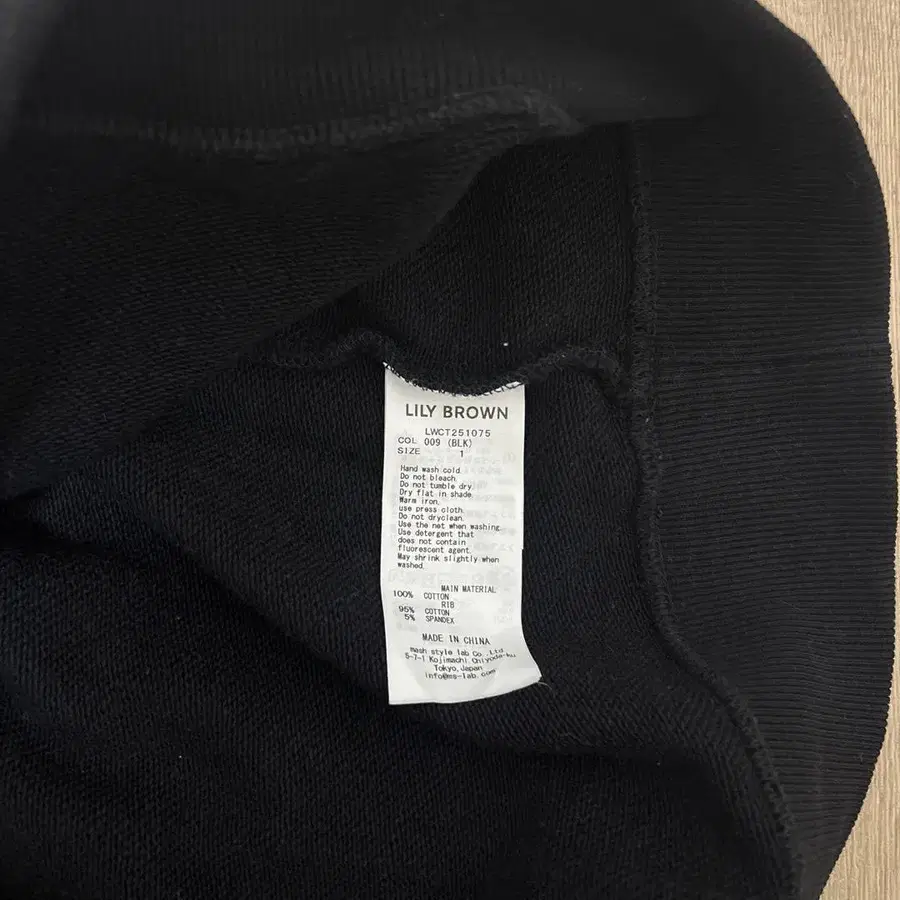 LILY BROWN
LWCT251075
COL 009 (BLK)
SIZE 1
Hand wash cold.
Do not bleach.
Do not tumble dry.
Dry flat in shade.
Warm iron.
use press cloth.
Do not dryclean.
Use the net when washing.
Use detergent that
does not contain
fluorescent agent.
May shrink slightly when
washed.
MAIN MATERIAL
100% COTTON
RIB
95% COTTON
5% SPANDEX
MADE IN CHINA
mash style lab Co.,Ltd
5-7-1 Kojimachi,Chiyoda-ku
Tokyo,Japan
info@ms-lab.com